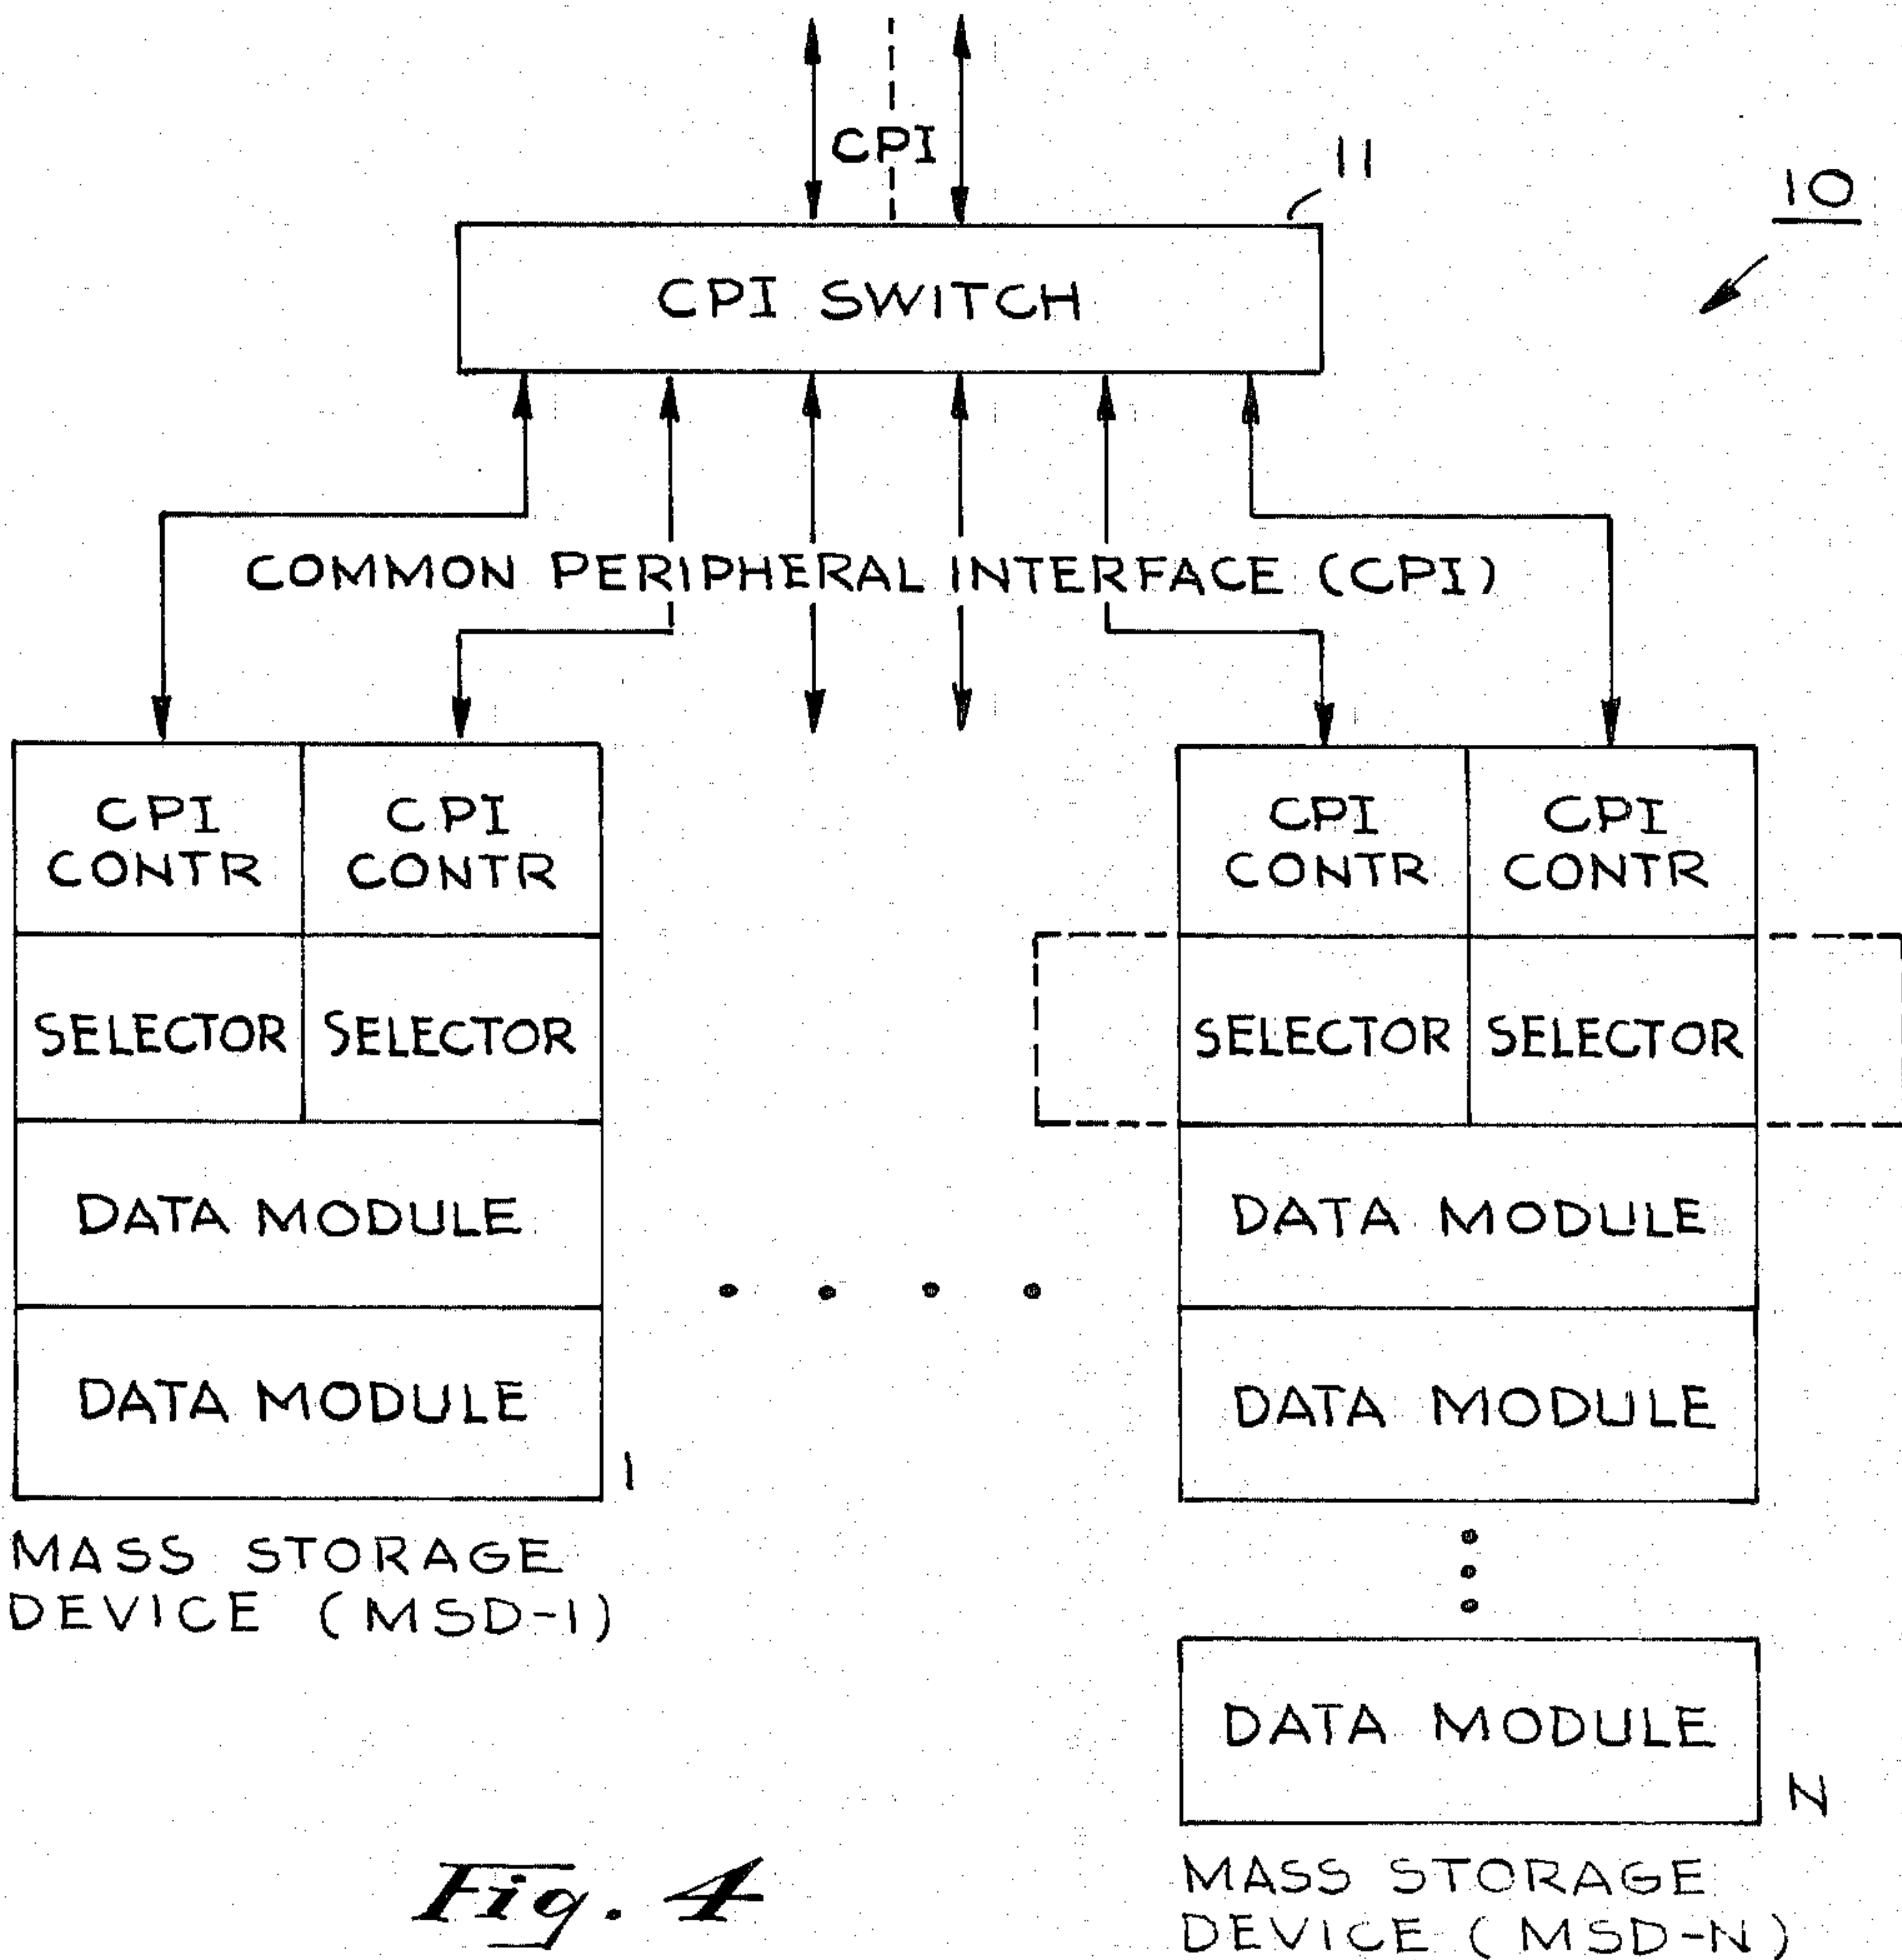 CPI
11
10
CPI SWITCH
COMMON PERIPHERAL INTERFACE (CPI)
CPI
CONTR
CPI
CONTR
CPI
CONTR
CPI
CONTR
SELECTOR
SELECTOR
SELECTOR
SELECTOR
DATA MODULE
DATA MODULE
DATA MODULE
DATA MODULE
1
MASS STORAGE
DEVICE (MSD-1)
DATA MODULE
N
MASS STORAGE
DEVICE (MSD-N)
Fig. 4